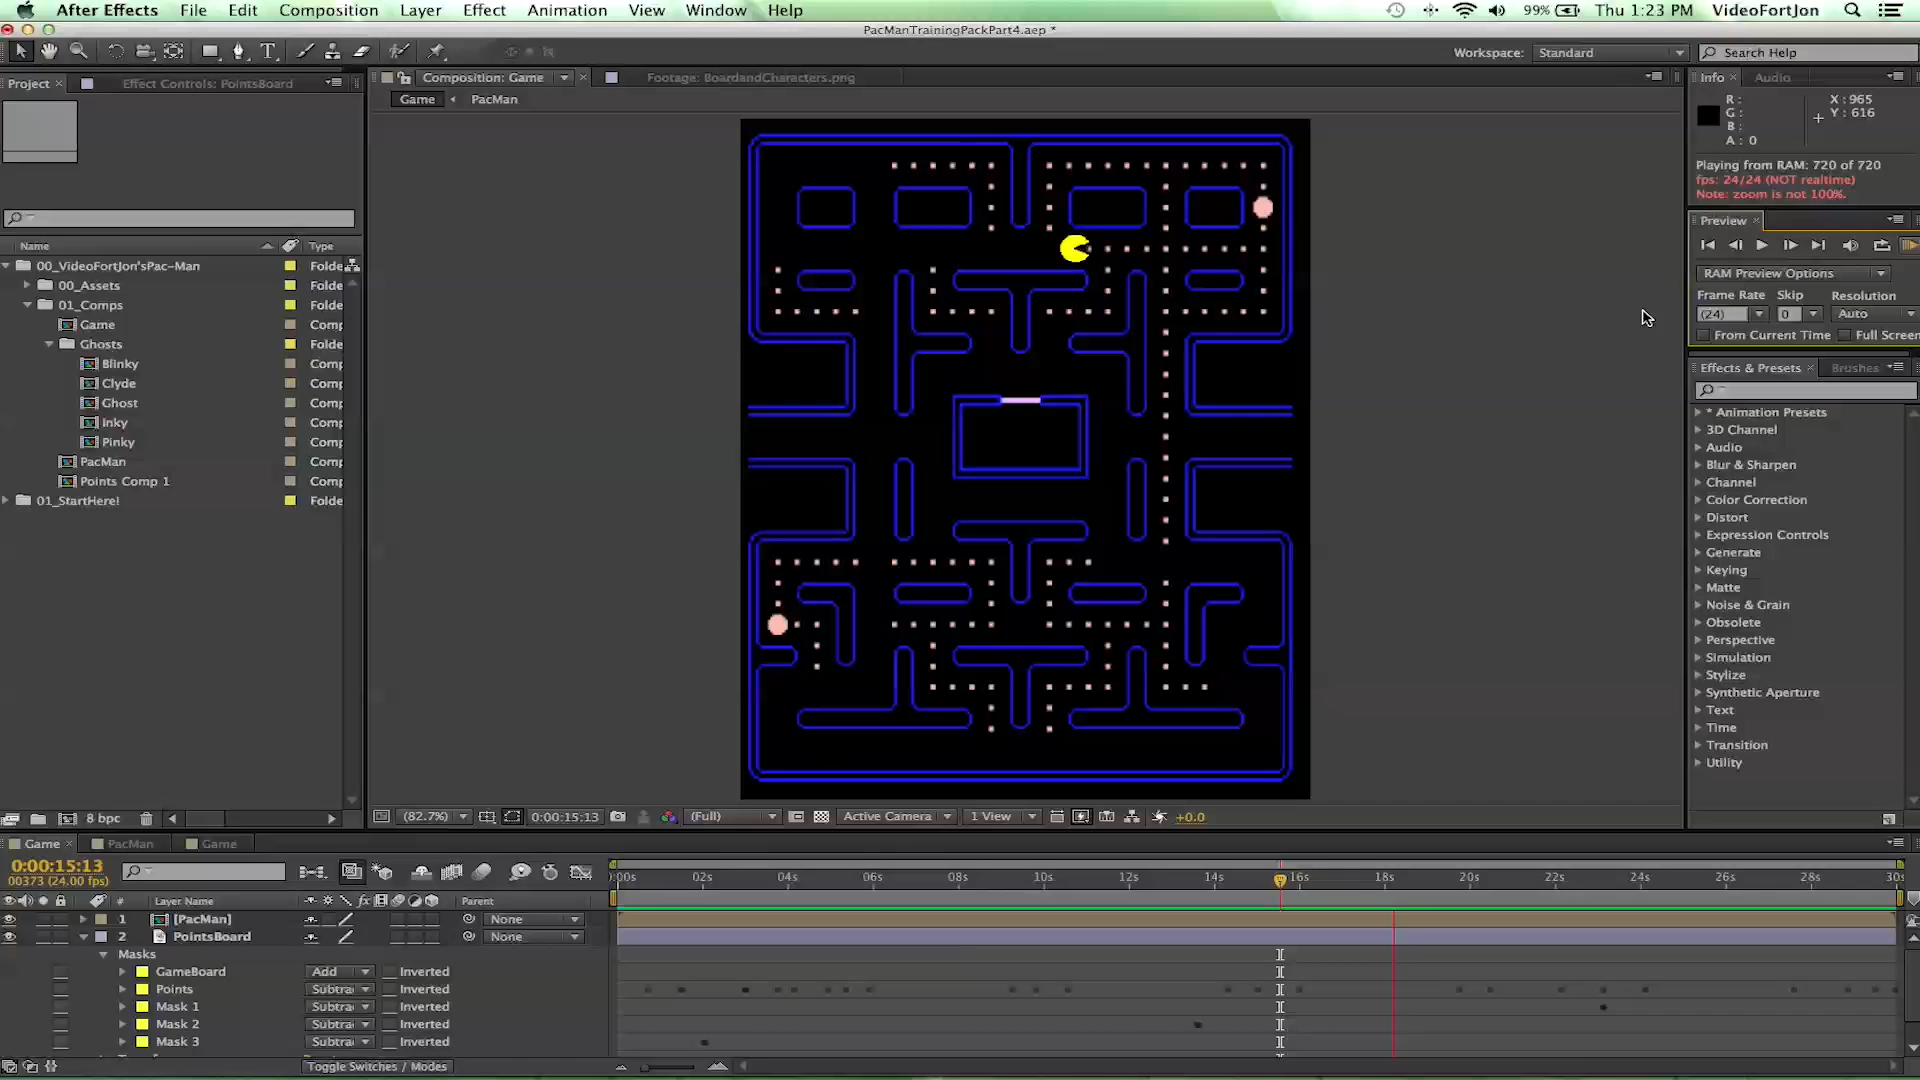 After Effects File Edit Composition Layer Effect Animation View Window Help 99% Thu 1:23 PM VideoFortJon
PacManTrainingPackPart4.aep *
Workspace: Standard Search Help
Project Effect Controls: PointsBoard Composition: Game Footage: BoardandCharacters.png Info Audio
Game PacMan
R: X: 965
G: Y: 616
B:
A: 0
Playing from RAM: 720 of 720
fps: 24/24 (NOT realtime)
Note: zoom is not 100%.
Preview
Name Type
00_VideoFortJon'sPac-Man Folde
00_Assets Folde
01_Comps Folde
Game Comp
Ghosts Folde
Blinky Comp
Clyde Comp
Ghost Comp
Inky Comp
Pinky Comp
PacMan Comp
Points Comp 1 Comp
01_StartHere! Folde
RAM Preview Options
Frame Rate Skip Resolution
(24) 0 Auto
From Current Time Full Screen
Effects & Presets Brushes
* Animation Presets
3D Channel
Audio
Blur & Sharpen
Channel
Color Correction
Distort
Expression Controls
Generate
Keying
Matte
Noise & Grain
Obsolete
Perspective
Simulation
Stylize
Synthetic Aperture
Text
Time
Transition
Utility
8 bpc (82.7%) 0:00:15:13 (Full) Active Camera 1 View +0.0
Game PacMan Game
0:00:15:13
00373 (24.00 fps)
):00s 02s 04s 06s 08s 10s 12s 14s 16s 18s 20s 22s 24s 26s 28s 30s
# Layer Name fx Parent
1 [PacMan] None
2 PointsBoard None
Masks
GameBoard Add Inverted
Points Subtra Inverted
Mask 1 Subtra Inverted
Mask 2 Subtra Inverted
Mask 3 Subtra Inverted
Toggle Switches / Modes